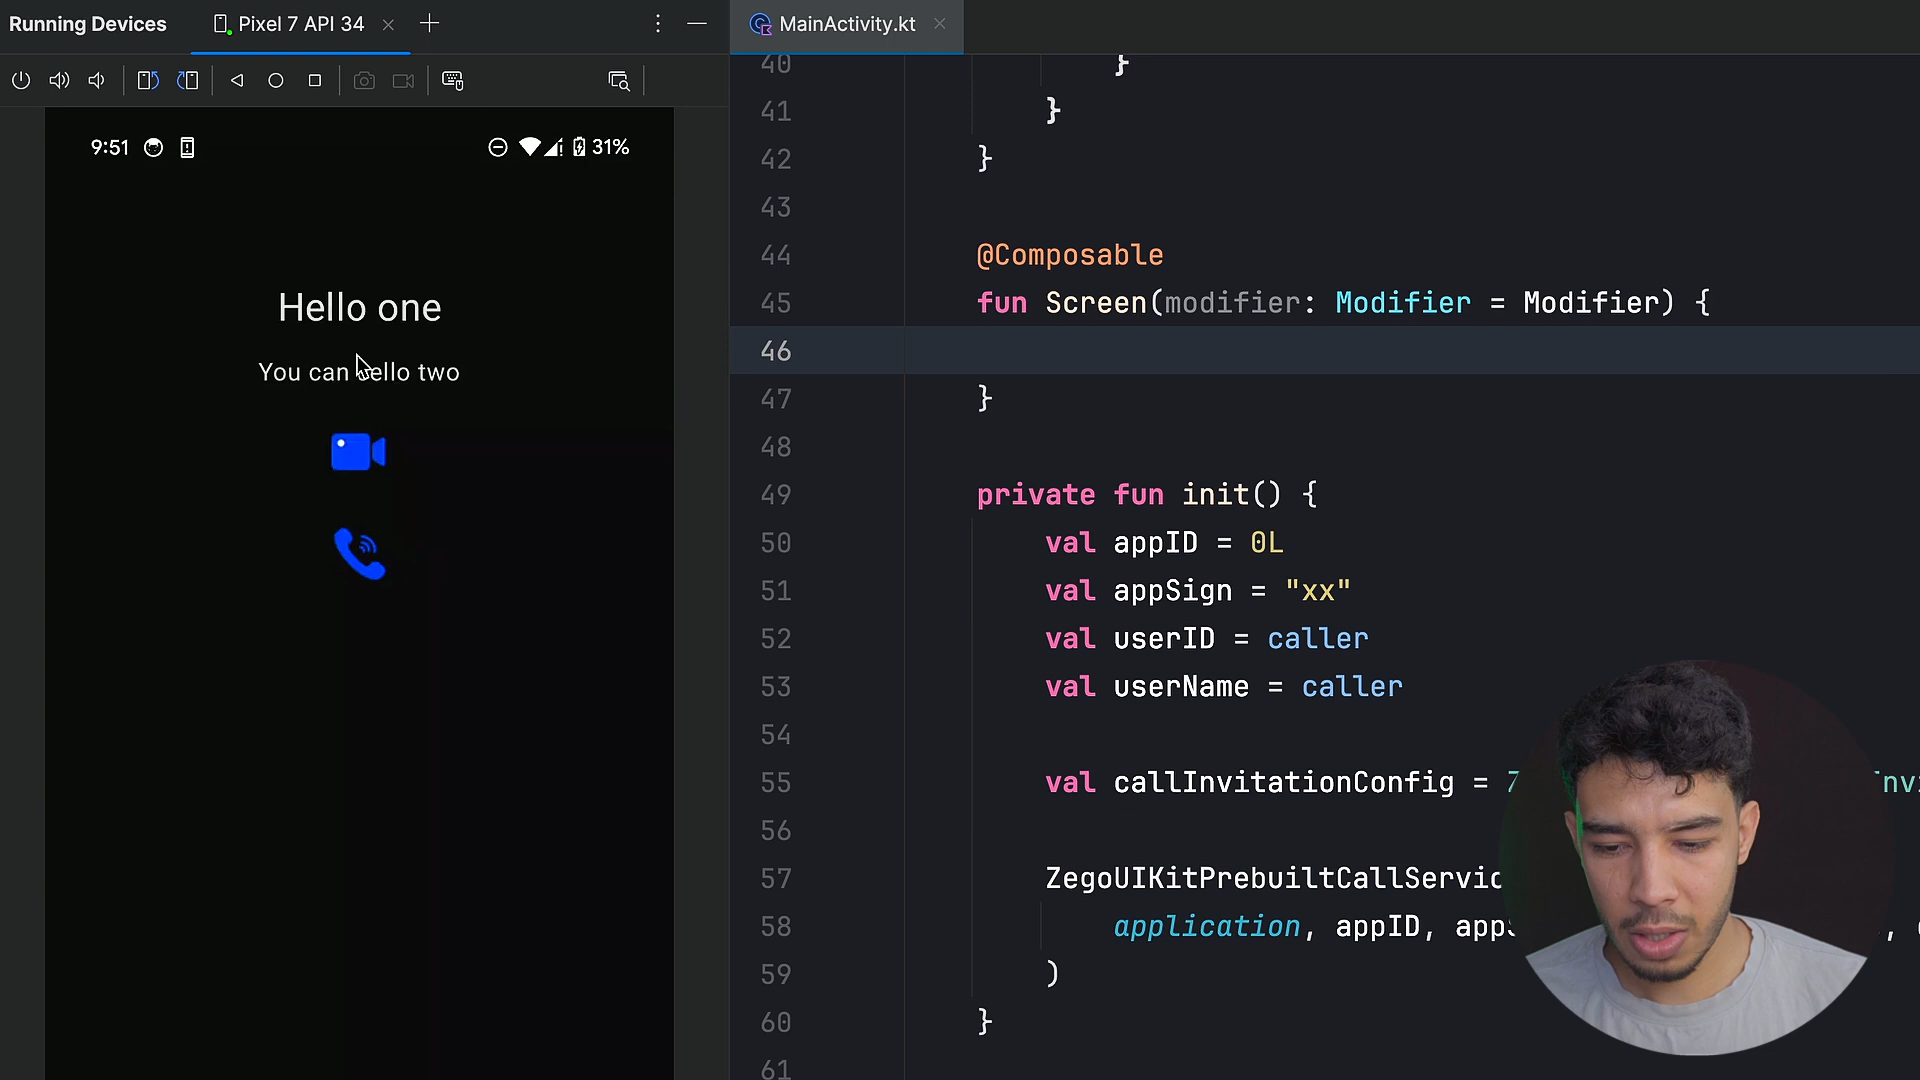 Running Devices
Pixel 7 API 34
MainActivity.kt
9:51
31%
Hello one
You can hello two
40 }
41 }
42 }
43
44 @Composable
45 fun Screen(modifier: Modifier = Modifier) {
46
47 }
48
49 private fun init() {
50 val appID = 0L
51 val appSign = "xx"
52 val userID = caller
53 val userName = caller
54
55 val callInvitationConfig =
56
57 ZegoUIKitPrebuiltCallServic
58 application, appID, apps ,
59 )
60 }
61